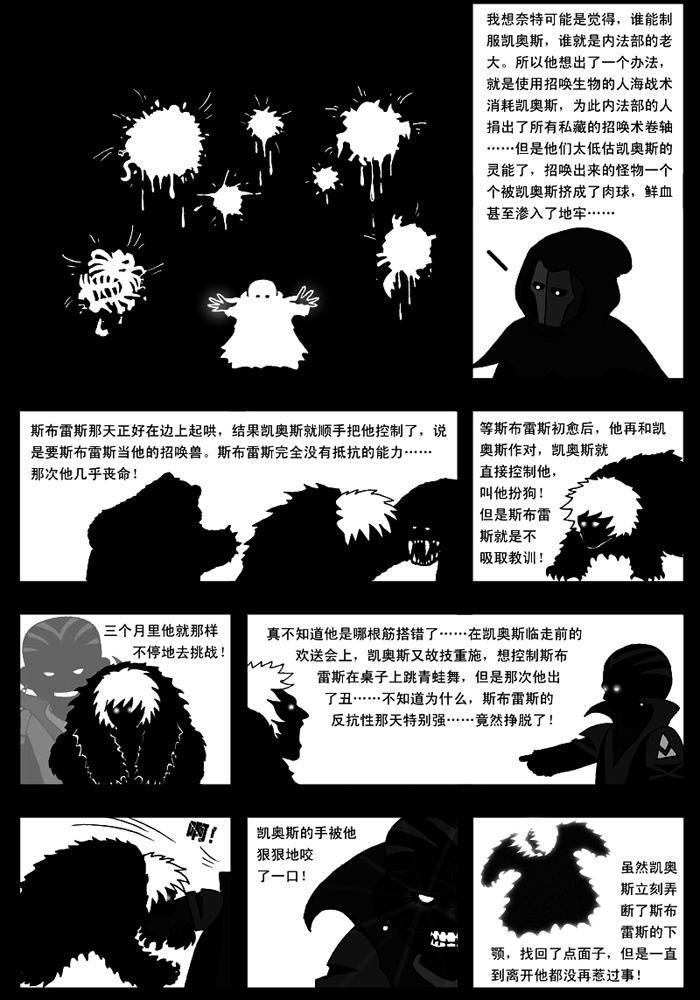 我想奈特可能是觉得，谁能制
服凯奥斯，谁就是内法部的老
大。所以他想出了一个办法，
就是使用招唤生物的人海战术
消耗凯奥斯，为此内法部的人
捐出了所有私藏的招唤术卷轴
……但是他们太低估凯奥斯的
灵能了，招唤出来的怪物一个
个被凯奥斯挤成了肉球，鲜血
甚至渗入了地牢……
斯布雷斯那天正好在边上起哄，结果凯奥斯就顺手把他控制了，说
是要斯布雷斯当他的招唤兽。斯布雷斯完全没有抵抗的能力……
那次他几乎丧命！
等斯布雷斯初愈后，他再和凯
奥斯作对，凯奥斯就
直接控制他，
叫他扮狗！
但是斯布雷
斯就是不
吸取教训！
三个月里他就那样
不停地去挑战！
真不知道他是哪根筋搭错了……在凯奥斯临走前的
欢送会上，凯奥斯又故技重施，想控制斯布
雷斯在桌子上跳青蛙舞，但是那次他出
了丑……不知道为什么，斯布雷斯的
反抗性那天特别强……竟然挣脱了！
啊！
凯奥斯的手被他
狠狠地咬
了一口！
虽然凯奥
斯立刻弄
断了斯布
雷斯的下
颚，找回了点面子，但是一直
到离开他都没再惹过事！